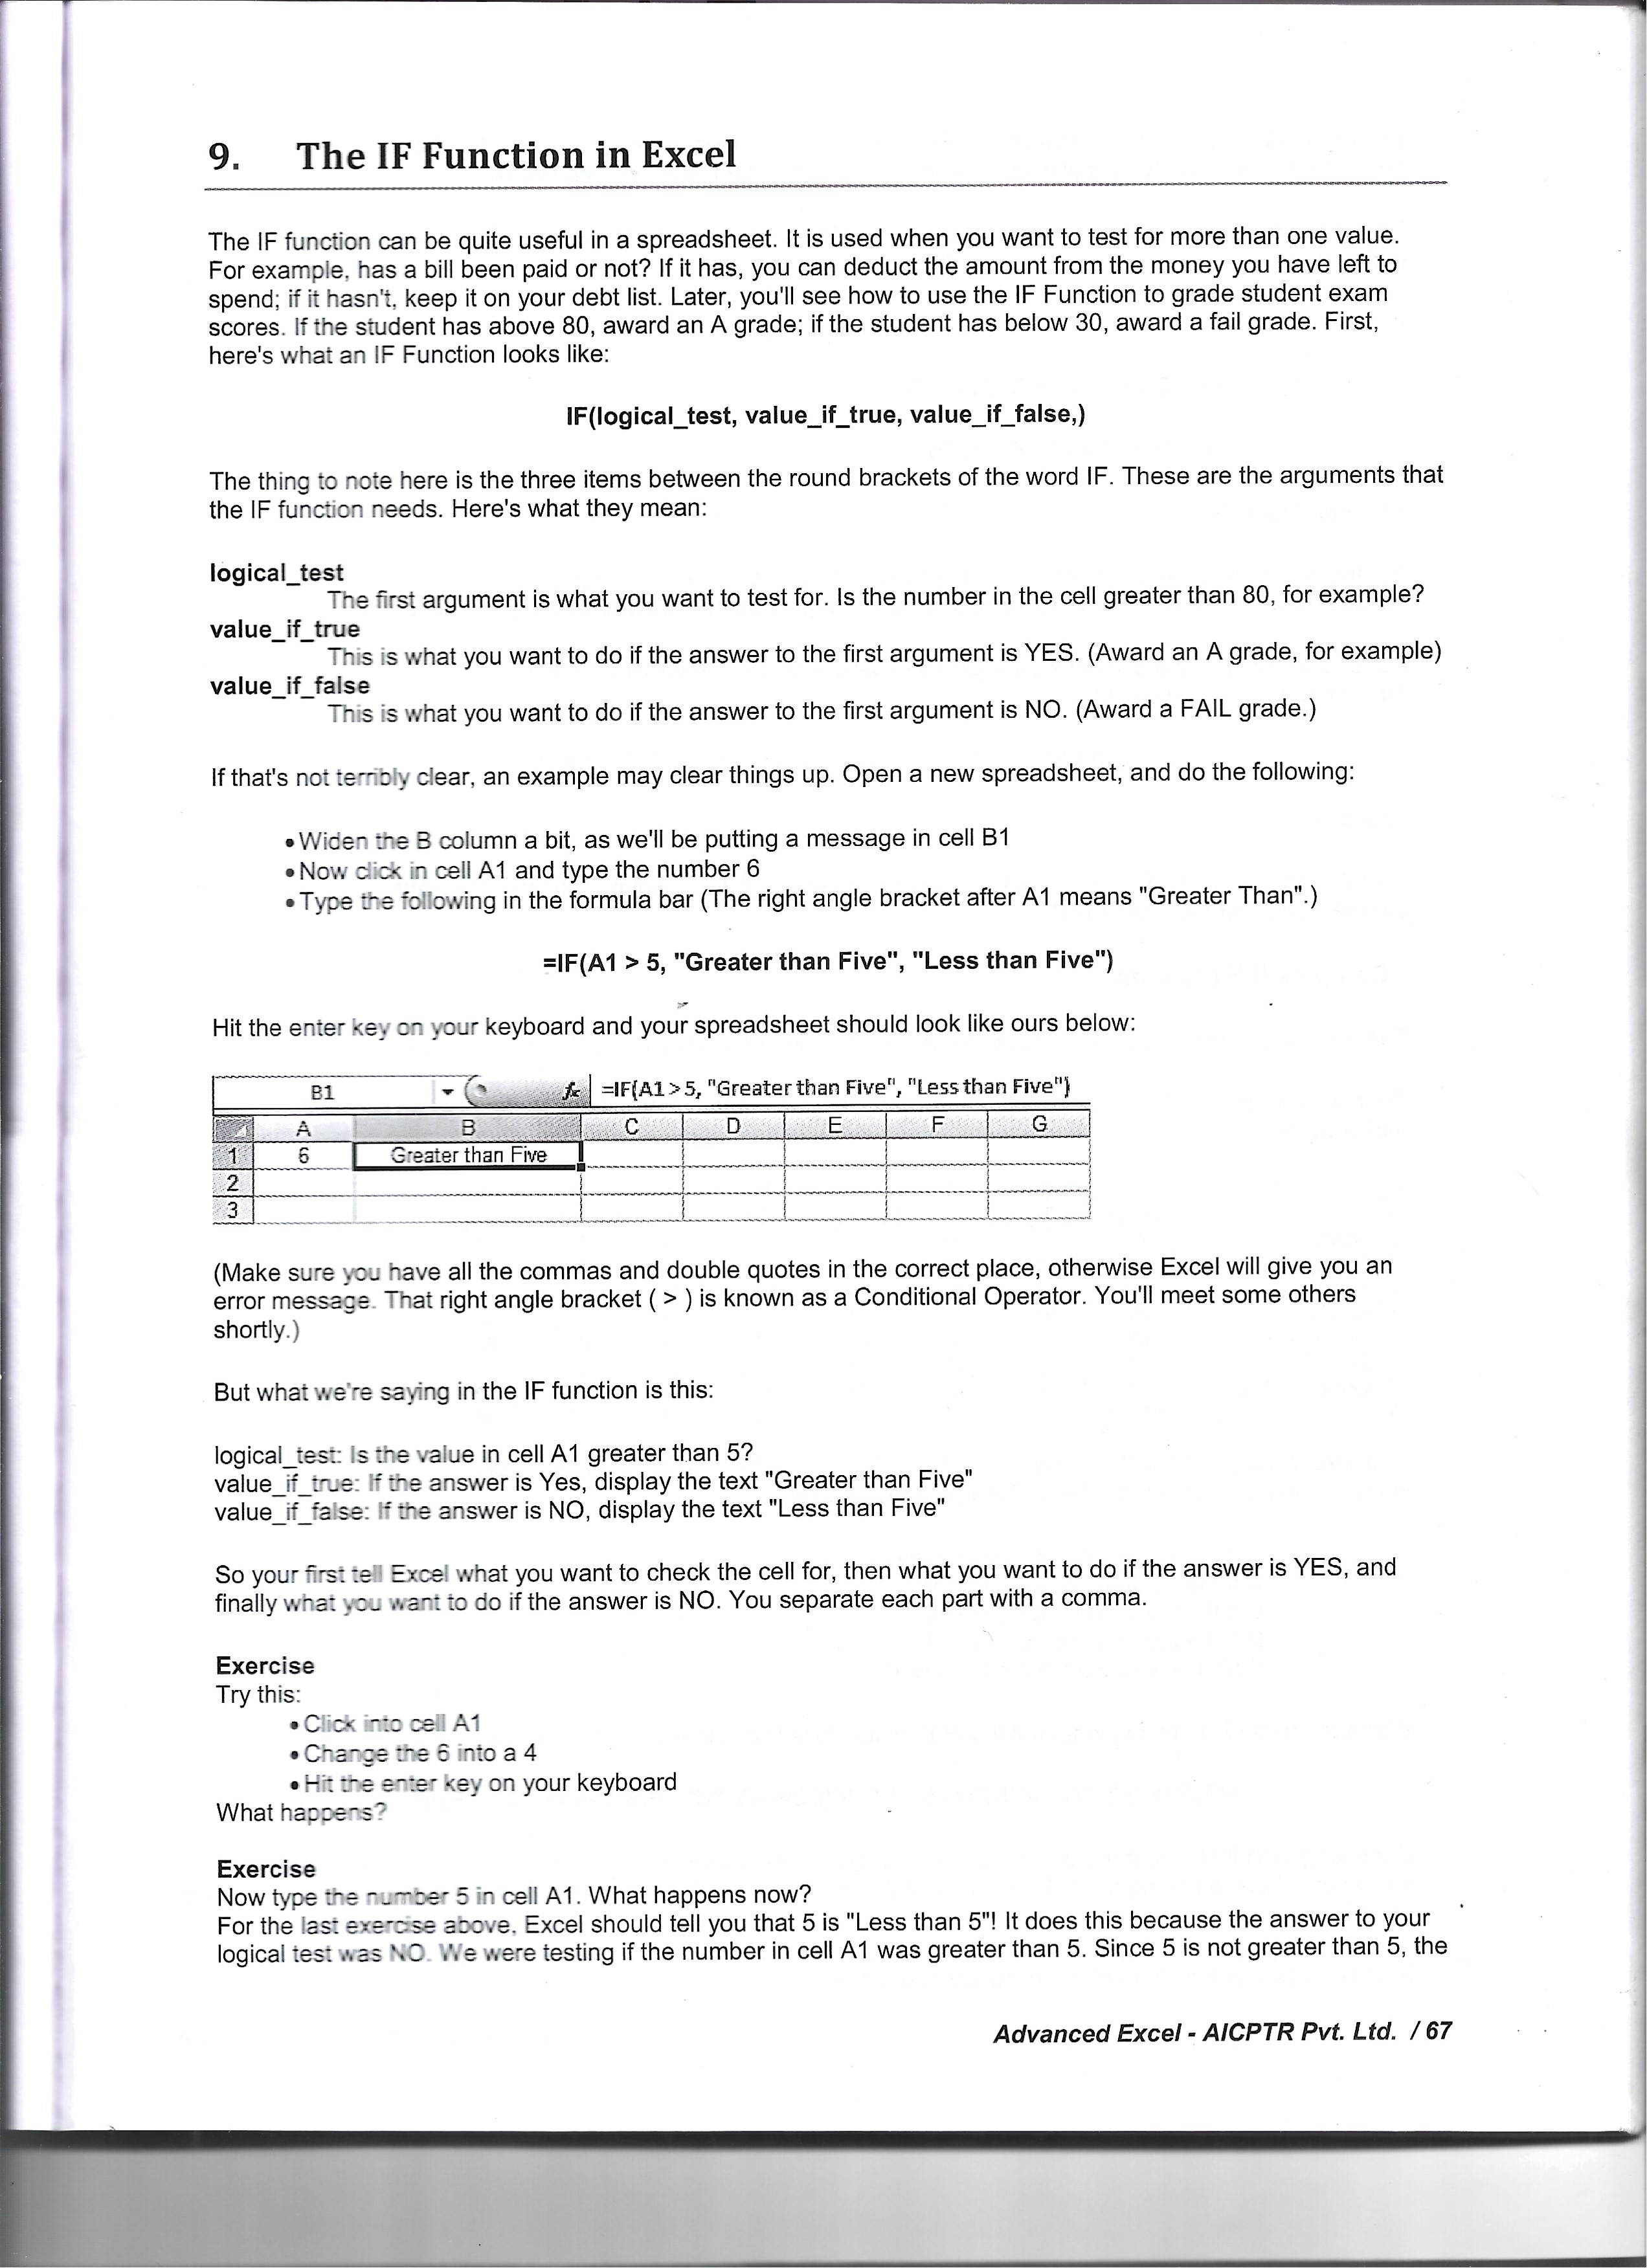 9. The IF Function in Excel
The IF function can be quite useful in a spreadsheet. It is used when you want to test for more than one value.
For example, has a bill been paid or not? If it has, you can deduct the amount from the money you have left to
spend; if it hasn't, keep it on your debt list. Later, you'll see how to use the IF Function to grade student exam
scores. If the student has above 80, award an A grade; if the student has below 30, award a fail grade. First,
here's what an IF Function looks like:
IF(logical_test, value_if_true, value_if_false,)
The thing to note here is the three items between the round brackets of the word IF. These are the arguments that
the IF function needs. Here's what they mean:
logical_test
The first argument is what you want to test for. Is the number in the cell greater than 80, for example?
value_if_true
This is what you want to do if the answer to the first argument is YES. (Award an A grade, for example)
value_if_false
This is what you want to do if the answer to the first argument is NO. (Award a FAIL grade.)
If that's not terribly clear, an example may clear things up. Open a new spreadsheet, and do the following:
• Widen the B column a bit, as we'll be putting a message in cell B1
• Now click in cell A1 and type the number 6
• Type the following in the formula bar (The right angle bracket after A1 means "Greater Than".)
=IF(A1 > 5, "Greater than Five", "Less than Five")
Hit the enter key on your keyboard and your spreadsheet should look like ours below:
B1 fx =IF(A1>5, "Greater than Five", "Less than Five")
A B C D E F G
1 6 Greater than Five
2
3
(Make sure you have all the commas and double quotes in the correct place, otherwise Excel will give you an
error message. That right angle bracket ( > ) is known as a Conditional Operator. You'll meet some others
shortly.)
But what we're saying in the IF function is this:
logical_test: Is the value in cell A1 greater than 5?
value_if_true: If the answer is Yes, display the text "Greater than Five"
value_if_false: If the answer is NO, display the text "Less than Five"
So your first tell Excel what you want to check the cell for, then what you want to do if the answer is YES, and
finally what you want to do if the answer is NO. You separate each part with a comma.
Exercise
Try this:
• Click into cell A1
• Change the 6 into a 4
• Hit the enter key on your keyboard
What happens?
Exercise
Now type the number 5 in cell A1. What happens now?
For the last exercise above, Excel should tell you that 5 is "Less than 5"! It does this because the answer to your
logical test was NO. We were testing if the number in cell A1 was greater than 5. Since 5 is not greater than 5, the
Advanced Excel - AICPTR Pvt. Ltd. / 67